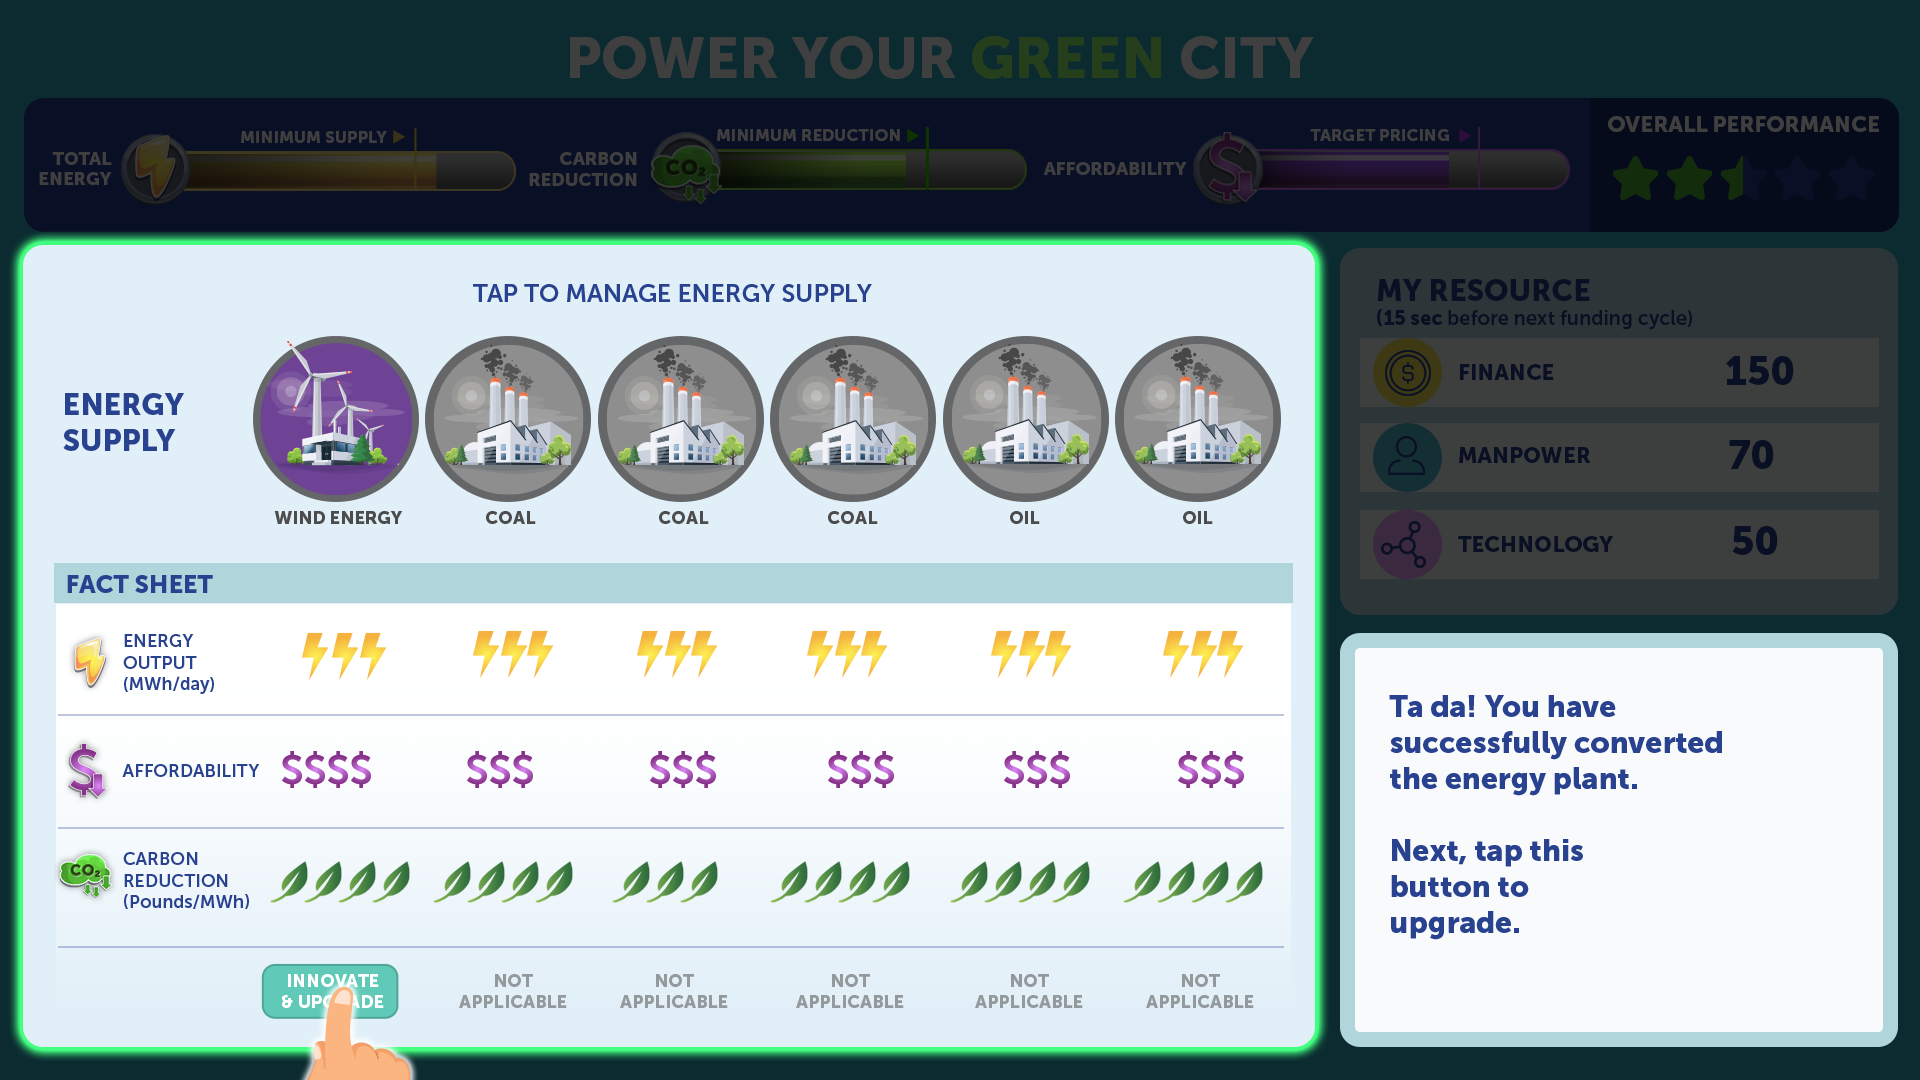 POWER YOUR GREEN CITY
TOTAL
ENERGY
MINIMUM SUPPLY
CARBON
REDUCTION
CO₂
MINIMUM REDUCTION
AFFORDABILITY
$
TARGET PRICING
OVERALL PERFORMANCE
TAP TO MANAGE ENERGY SUPPLY
ENERGY
SUPPLY
WIND ENERGY
COAL
COAL
COAL
OIL
OIL
FACT SHEET
ENERGY
OUTPUT
(MWh/day)
$
AFFORDABILITY
$$$$
$$$
$$$
$$$
$$$
$$$
CO₂
CARBON
REDUCTION
(Pounds/MWh)
INNOVATE
& UPGRADE
NOT
APPLICABLE
NOT
APPLICABLE
NOT
APPLICABLE
NOT
APPLICABLE
NOT
APPLICABLE
MY RESOURCE
(15 sec before next funding cycle)
$
FINANCE
150
MANPOWER
70
TECHNOLOGY
50
Ta da! You have
successfully converted
the energy plant.
Next, tap this
button to
upgrade.